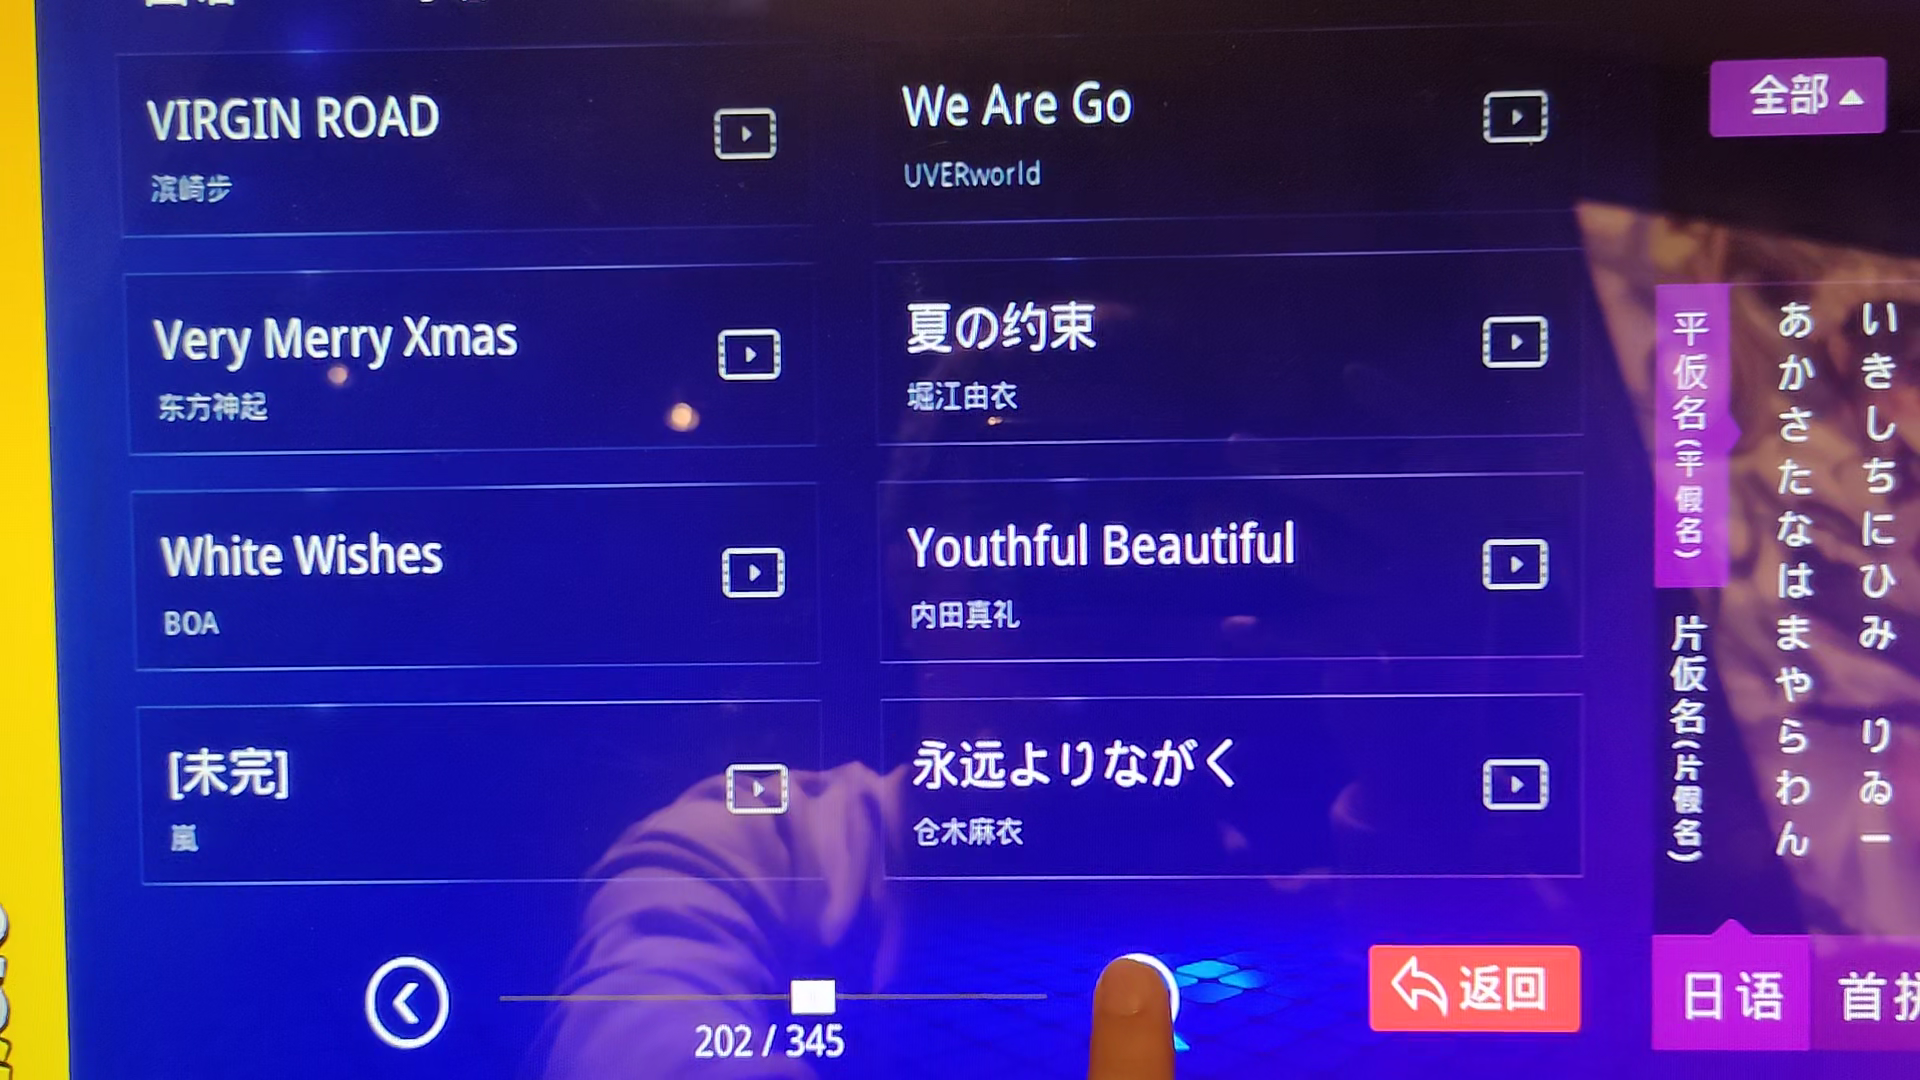 VIRGIN ROAD
滨崎步
We Are Go
UVERworld
全部
Very Merry Xmas
东方神起
夏の约束
堀江由衣
White Wishes
BOA
Youthful Beautiful
内田真礼
[未完]
嵐
永远よりながく
仓木麻衣
平仮名(平假名)
片仮名(片假名)
あかさたなはまやらわん
いきしちにひみ りゐー
202 / 345
返回
日语
首